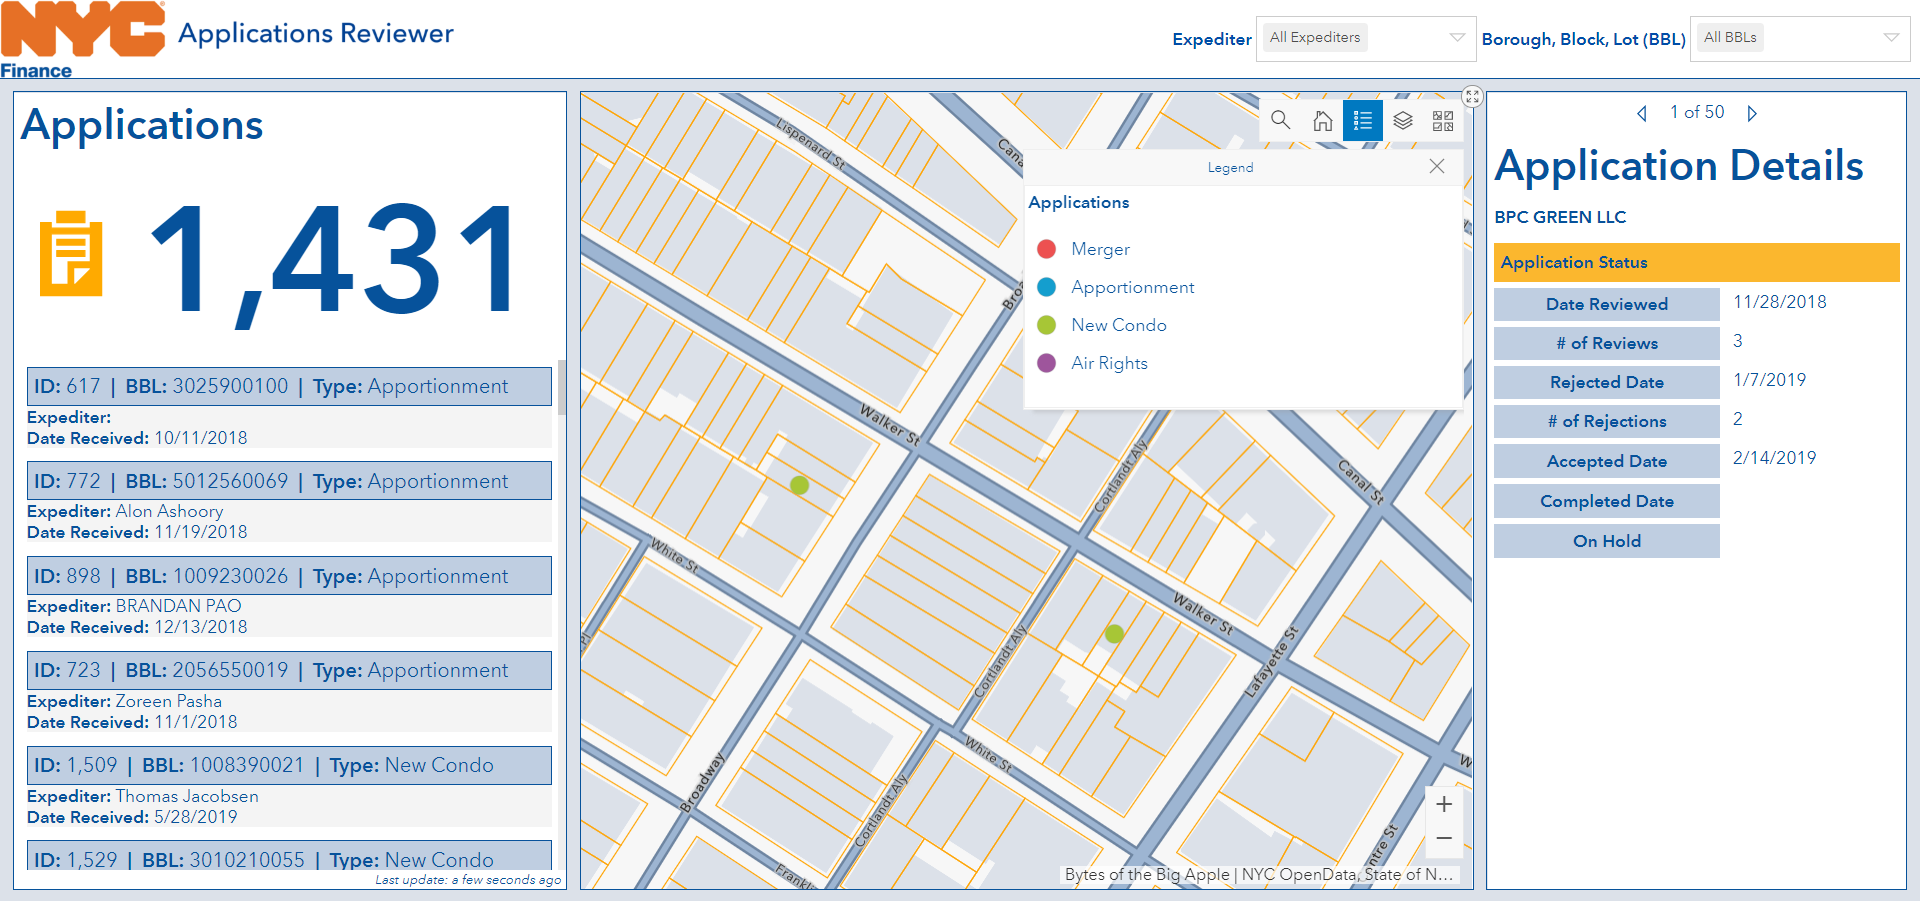 NYC
Finance
Applications Reviewer
Expediter
All Expediters
Borough, Block, Lot (BBL)
All BBLs
Applications
1,431
ID: 617 | BBL: 3025900100 | Type: Apportionment
Expediter:
Date Received: 10/11/2018
ID: 772 | BBL: 5012560069 | Type: Apportionment
Expediter: Alon Ashoory
Date Received: 11/19/2018
ID: 898 | BBL: 1009230026 | Type: Apportionment
Expediter: BRANDAN PAO
Date Received: 12/13/2018
ID: 723 | BBL: 2056550019 | Type: Apportionment
Expediter: Zoreen Pasha
Date Received: 11/1/2018
ID: 1,509 | BBL: 1008390021 | Type: New Condo
Expediter: Thomas Jacobsen
Date Received: 5/28/2019
ID: 1,529 | BBL: 3010210055 | Type: New Condo
Last update: a few seconds ago
Lispenard St
Cana
Legend
Applications
Merger
Apportionment
New Condo
Air Rights
Bro
Walker St
Cortlandt Aly
Canal St
White St
Pl
Walker St
Cortlandt Aly
Lafayette St
White St
Broadway
Cortlandt Aly
W
Frankli
ntre St
Bytes of the Big Apple | NYC OpenData, State of N...
1 of 50
Application Details
BPC GREEN LLC
Application Status
Date Reviewed 11/28/2018
# of Reviews 3
Rejected Date 1/7/2019
# of Rejections 2
Accepted Date 2/14/2019
Completed Date
On Hold